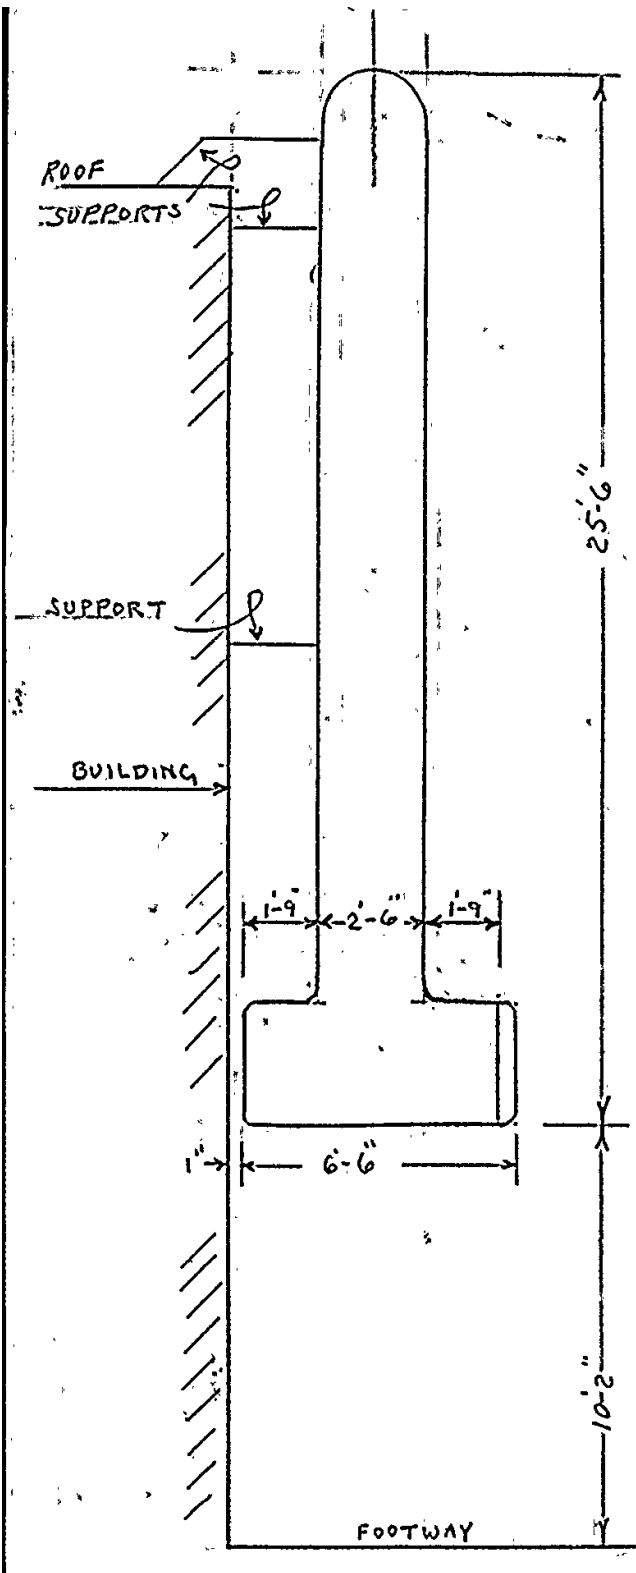 ROOF
SUPPORTS
25'-6"
SUPPORT
BUILDING
1'-9" 2'-6" 1'-9"
1" 6'-6"
10'-2"
FOOTWAY